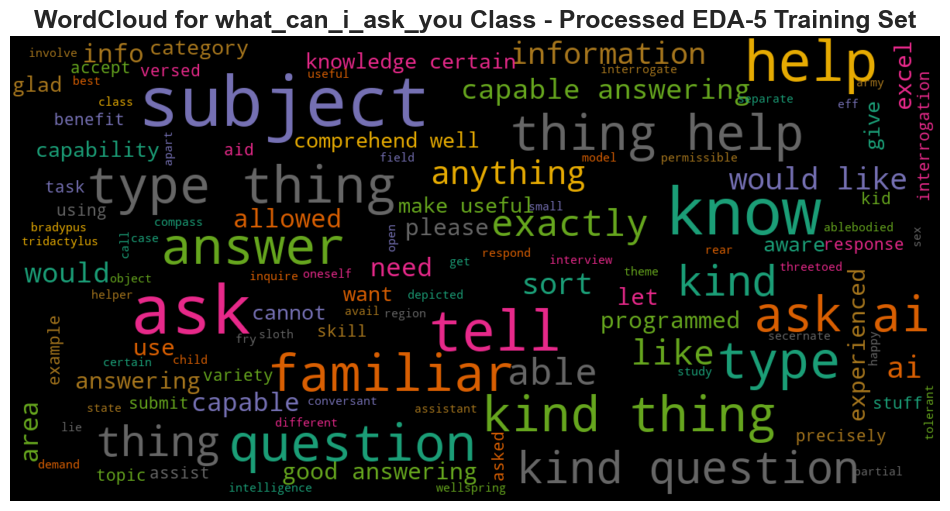 WordCloud for what_can_i_ask_you Class - Processed EDA-5 Training Set
involve
info
category
knowledge certain
information
help
excel
accept
versed
useful
interrogate
army
glad
best
subject
capable answering
separate
class
benefit
thing help
eff
give
interrogation
capability
apart
aid
comprehend well
field
model
permissible
task
type thing
anything
would like
kid
using
allowed
make useful
small
know
bradypus
tridactylus
compass
please
exactly
ablebodied
call
case
answer
open
aware
response
sex
would
object
inquire
oneself
need
get
respond
interview
rear
theme
threetoed
helper
want
depicted
sort
kind
let
example
ask
cannot
avail
region
tell
programmed
ask ai
experienced
use
fry
sloth
skill
secernate
happy
certain
child
familiar
able
like
type
ai
answering
variety
study
area
state
submit
capable
conversant
assistant
kind thing
stuff
tolerant
lie
thing
question
different
asked
precisely
demand
topic
assist
good answering
kind question
partial
intelligence
wellspring